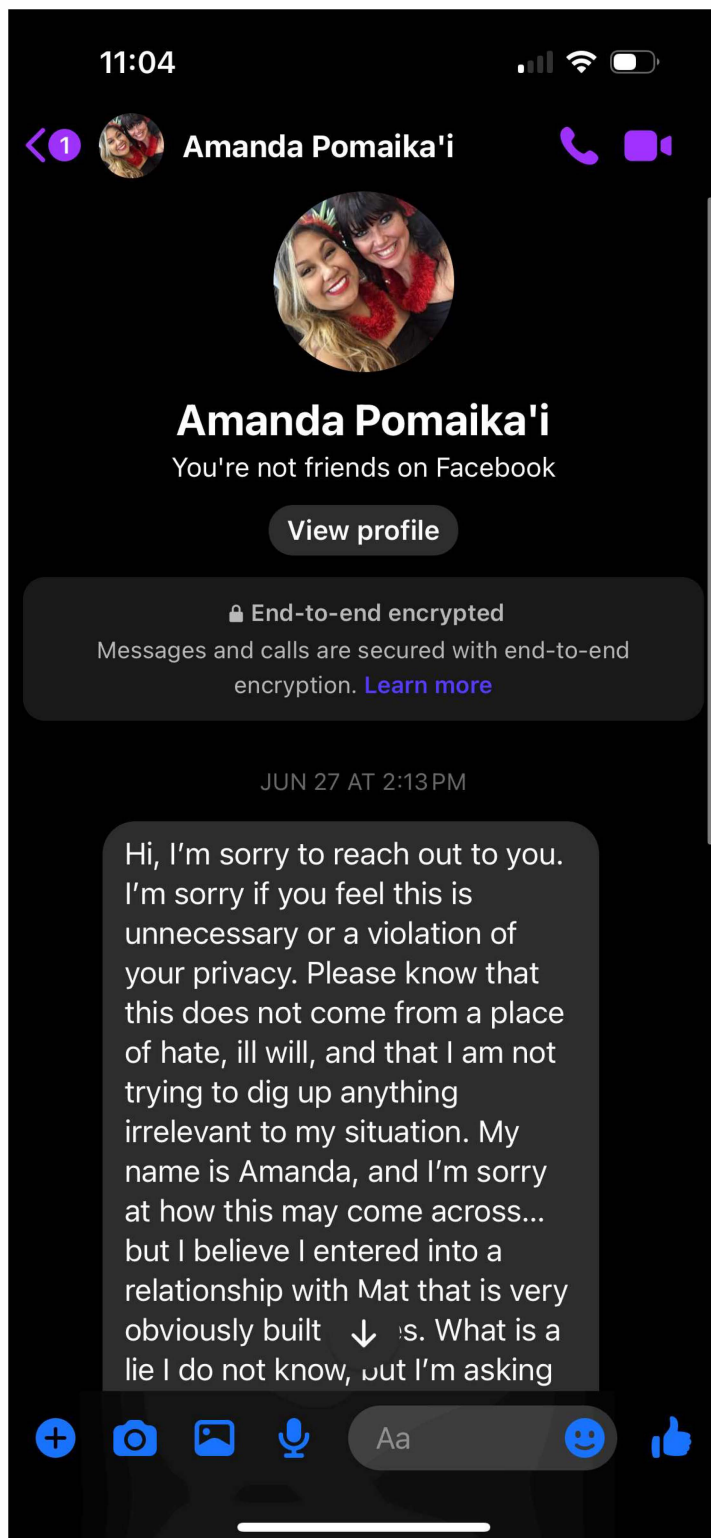 11:04
1
Amanda Pomaika'i
Amanda Pomaika'i
You're not friends on Facebook
View profile
End-to-end encrypted
Messages and calls are secured with end-to-end
encryption. Learn more
JUN 27 AT 2:13 PM
Hi, I'm sorry to reach out to you.
I'm sorry if you feel this is
unnecessary or a violation of
your privacy. Please know that
this does not come from a place
of hate, ill will, and that I am not
trying to dig up anything
irrelevant to my situation. My
name is Amanda, and I'm sorry
at how this may come across...
but I believe I entered into a
relationship with Mat that is very
obviously built s. What is a
lie I do not know, but I'm asking
Aa